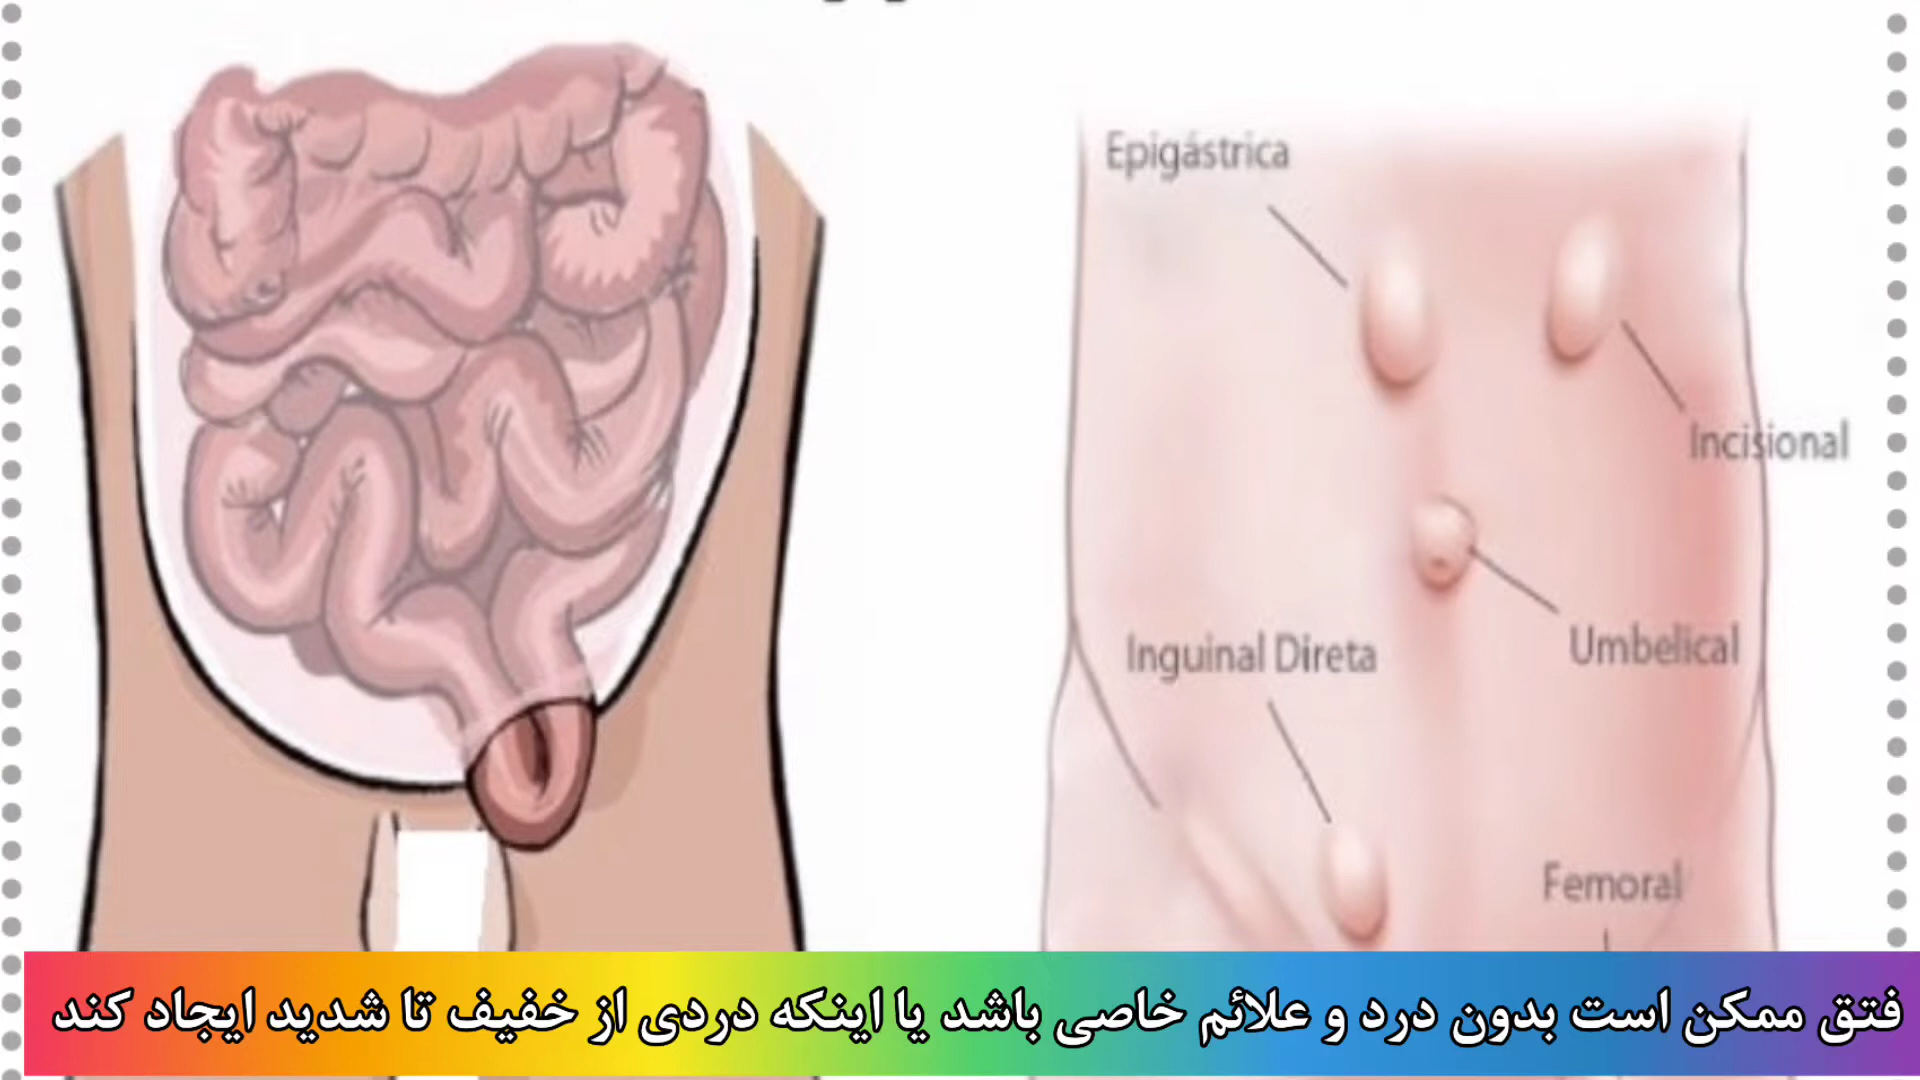 Epigástrica
Incisional
Umbelical
Inguinal Direta
Femoral
فتق ممکن است بدون درد و علائم خاصی باشد یا اینکه دردی از خفیف تا شدید ایجاد کند